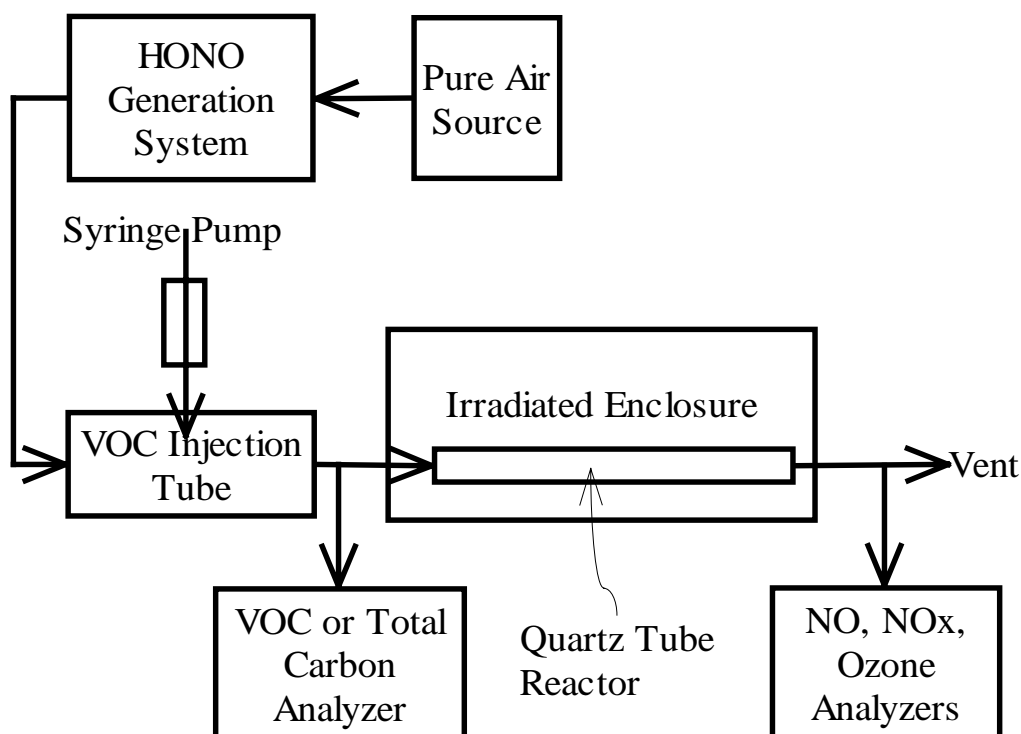 HONO
Generation
System
Pure Air
Source
Syringe Pump
VOC Injection
Tube
Irradiated Enclosure
Vent
VOC or Total
Carbon
Analyzer
Quartz Tube
Reactor
NO, NOx,
Ozone
Analyzers